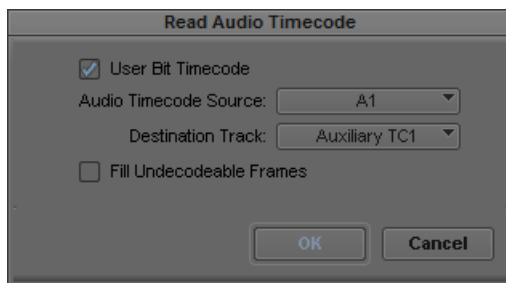 Read Audio Timecode
User Bit Timecode
Audio Timecode Source: A1
Destination Track: Auxiliary TC1
Fill Undecodeable Frames
OK Cancel